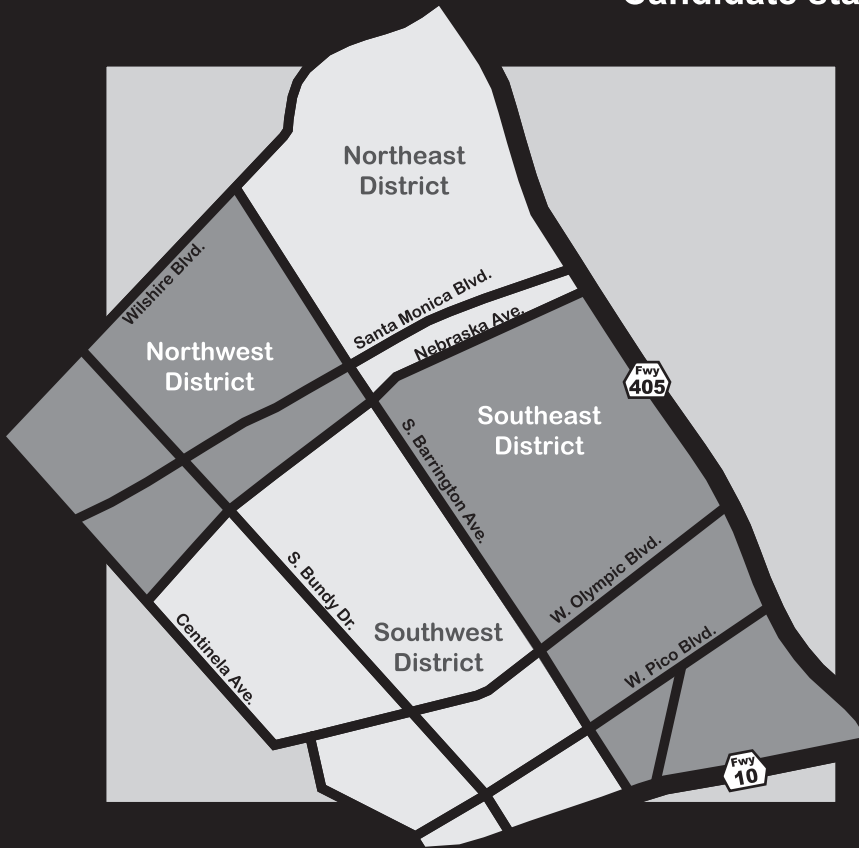 Northeast
District
Wilshire Blvd.
Santa Monica Blvd.
Nebraska Ave.
Northwest
District
Fwy
405
Southeast
District
S. Barrington Ave.
W. Olympic Blvd.
S. Bundy Dr.
Centinela Ave.
Southwest
District
W. Pico Blvd.
Fwy
10